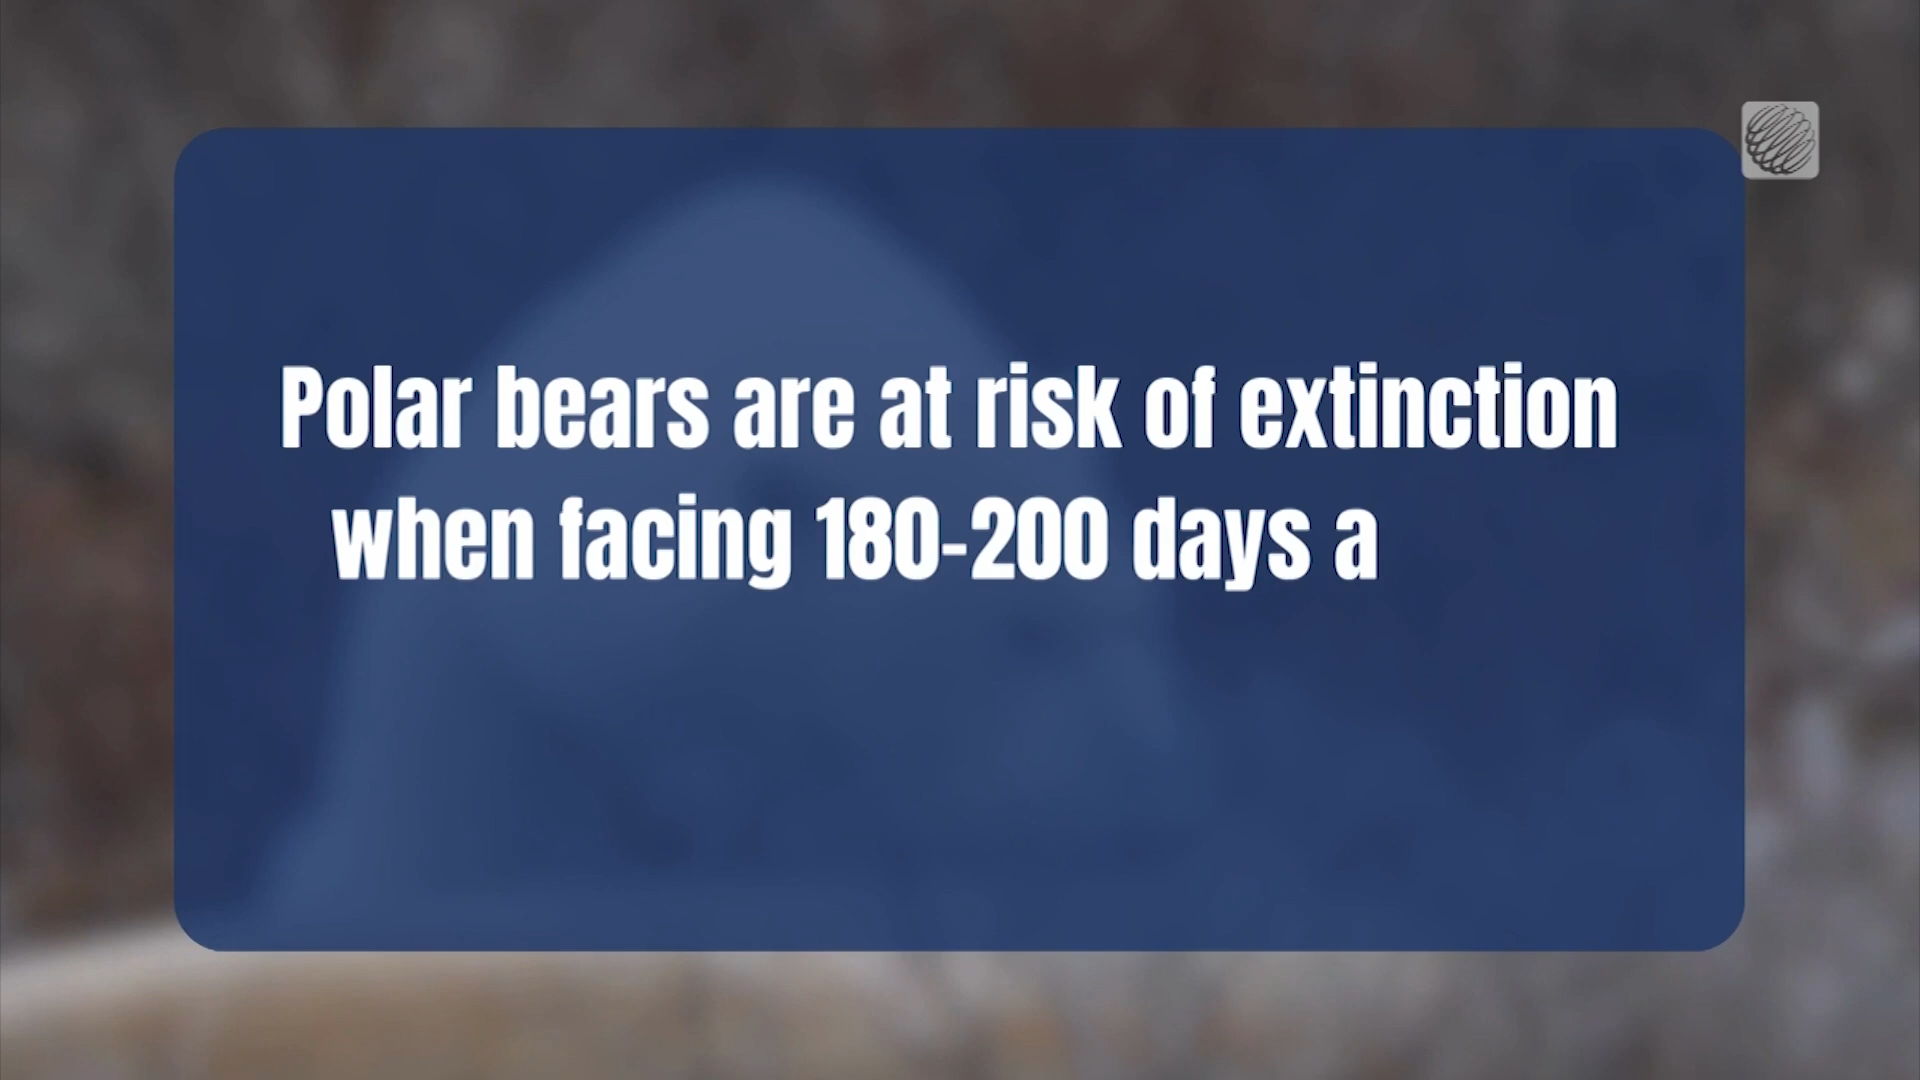 Polar bears are at risk of extinction
when facing 180-200 days a